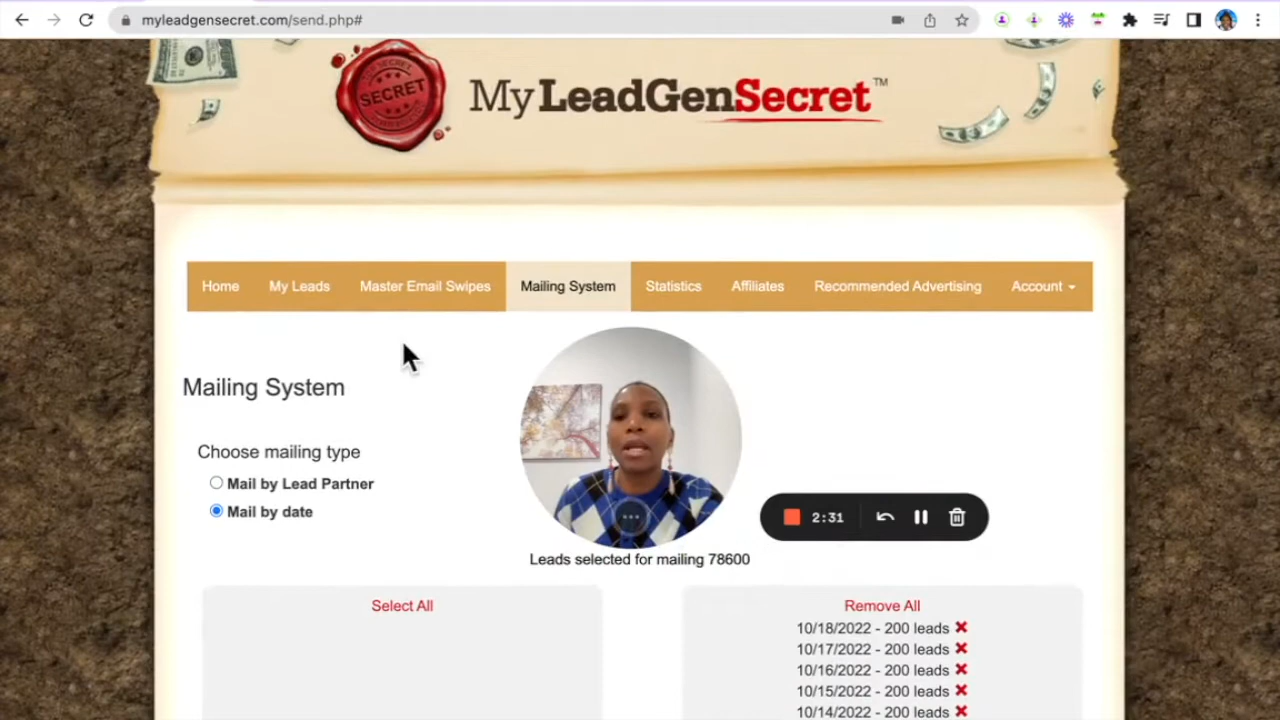 myleadgensecret.com/send.php#
SECRET
MyLeadGenSecret™
Home My Leads Master Email Swipes Mailing System Statistics Affiliates Recommended Advertising Account
Mailing System
Choose mailing type
Mail by Lead Partner
Mail by date
2:31
Leads selected for mailing 78600
Select All
Remove All
10/18/2022 - 200 leads
10/17/2022 - 200 leads
10/16/2022 - 200 leads
10/15/2022 - 200 leads
10/14/2022 - 200 leads